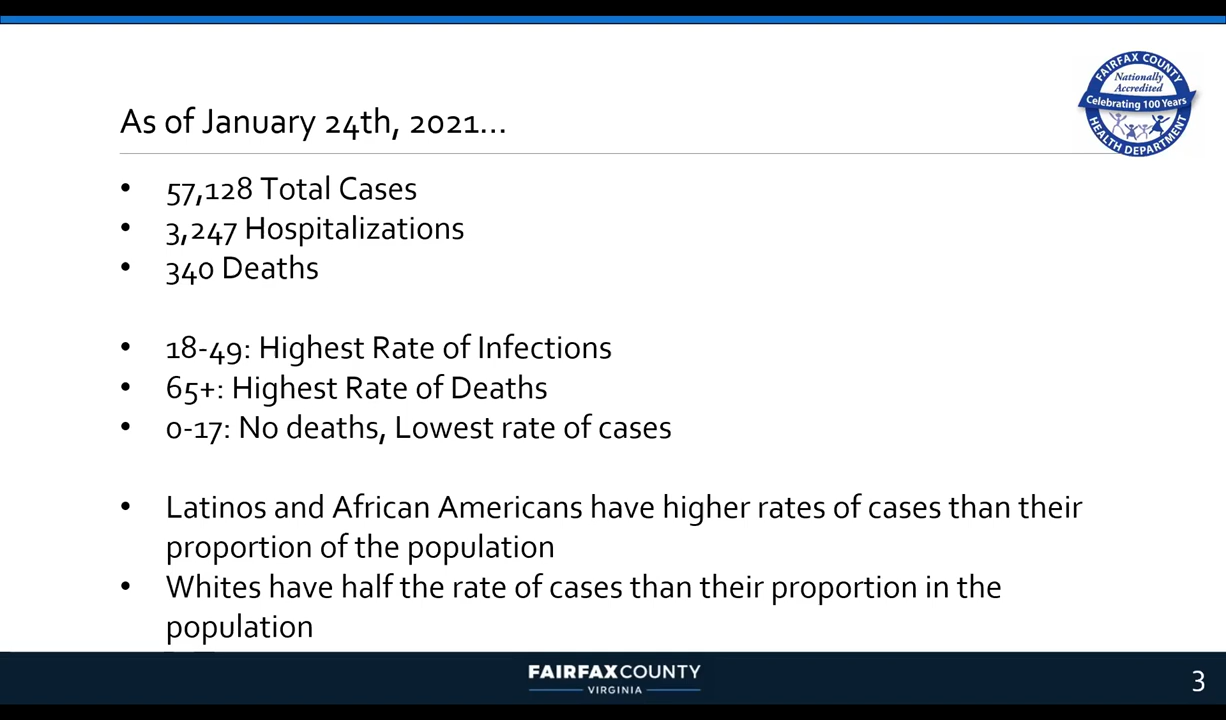 FAIRFAX COUNTY
Nationally
Accredited
Celebrating 100 Years
HEALTH DEPARTMENT
As of January 24th, 2021...
• 57,128 Total Cases
• 3,247 Hospitalizations
• 340 Deaths
• 18-49: Highest Rate of Infections
• 65+: Highest Rate of Deaths
• 0-17: No deaths, Lowest rate of cases
• Latinos and African Americans have higher rates of cases than their
proportion of the population
• Whites have half the rate of cases than their proportion in the
population
FAIRFAX COUNTY
VIRGINIA
3